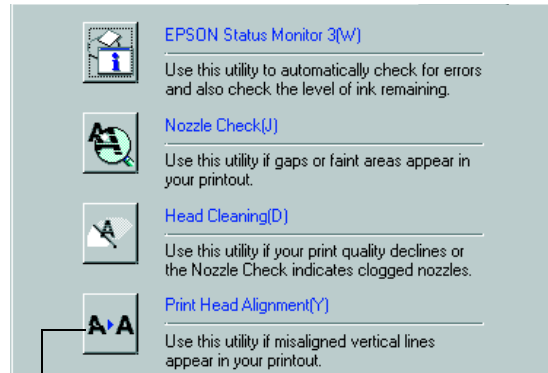 EPSON Status Monitor 3(W)
Use this utility to automatically check for errors
and also check the level of ink remaining.
Nozzle Check(J)
Use this utility if gaps or faint areas appear in
your printout.
Head Cleaning(D)
Use this utility if your print quality declines or
the Nozzle Check indicates clogged nozzles.
Print Head Alignment(Y)
Use this utility if misaligned vertical lines
appear in your printout.